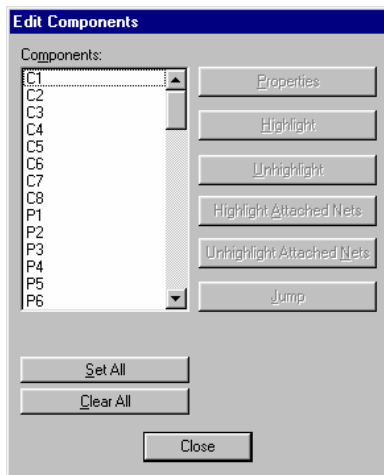 Edit Components
Components:
C1
C2
C3
C4
C5
C6
C7
C8
P1
P2
P3
P4
P5
P6
Properties
Highlight
Unhighlight
Highlight Attached Nets
Unhighlight Attached Nets
Jump
Set All
Clear All
Close